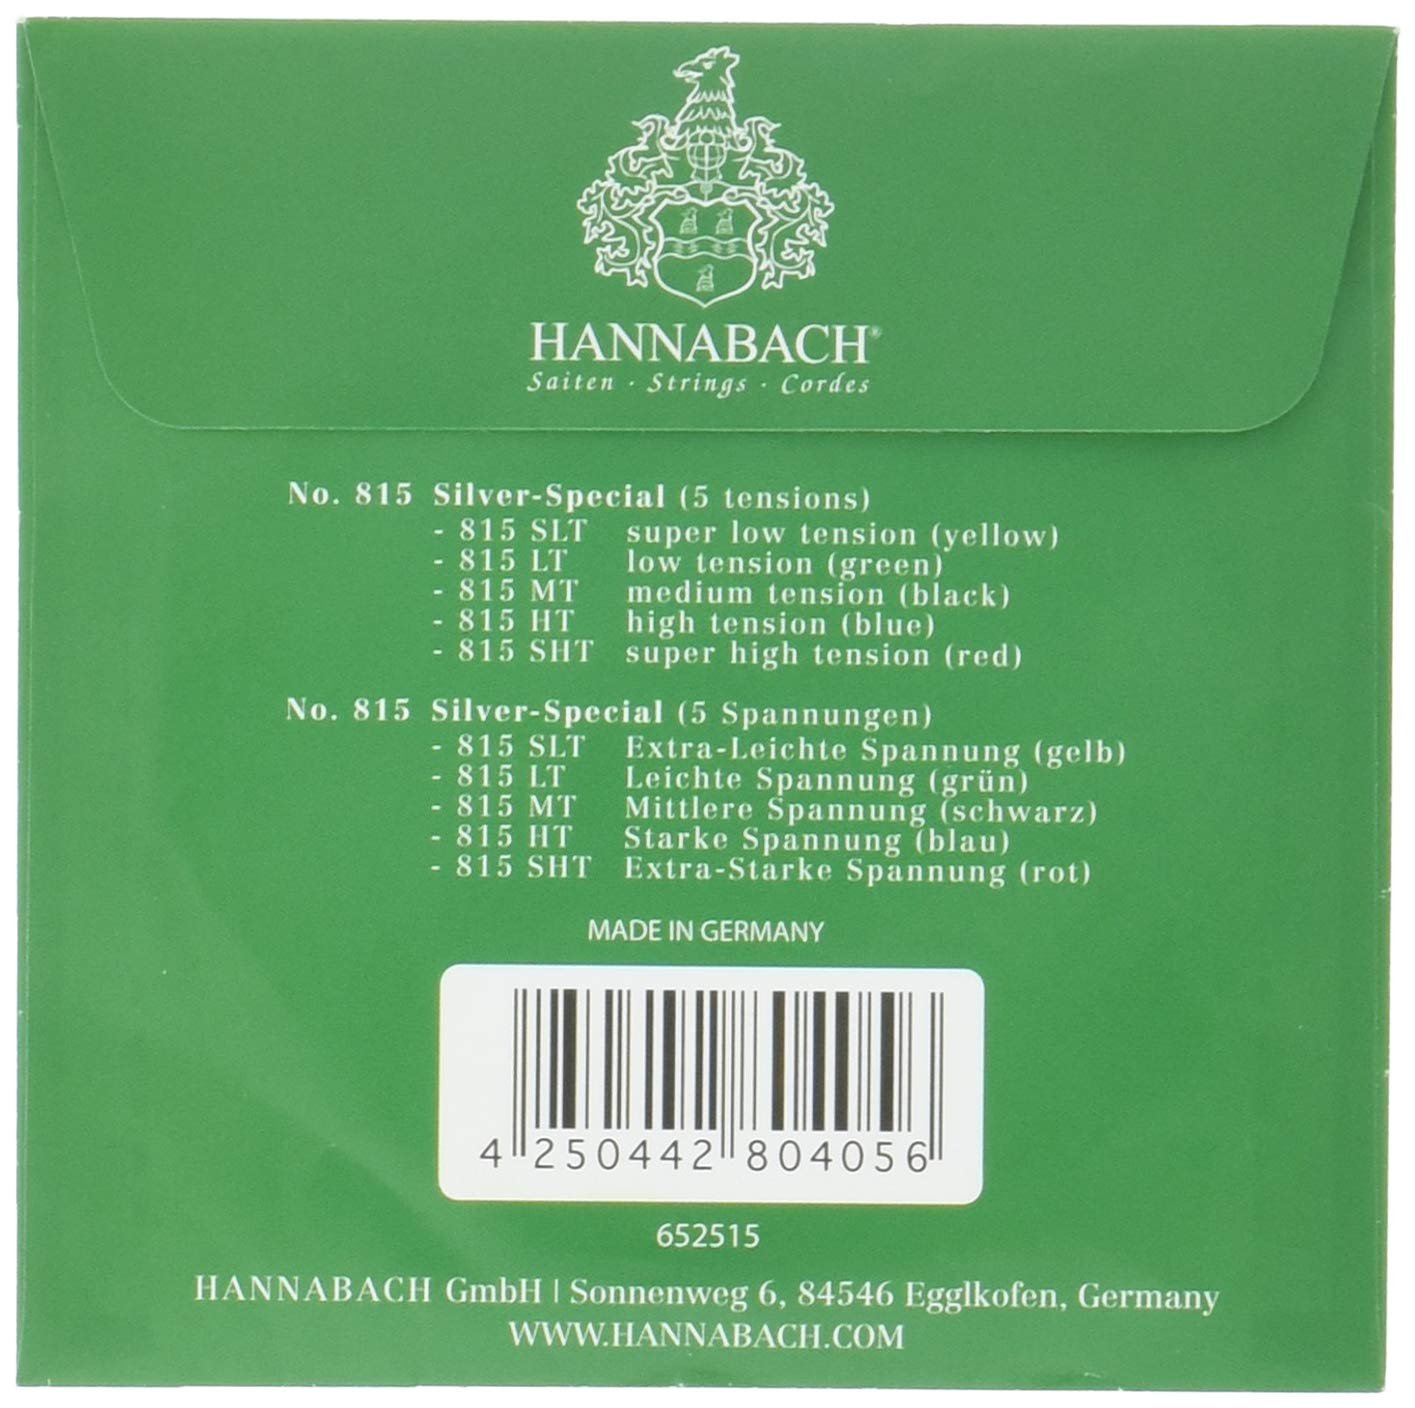 HANNABACH®
Saiten · Strings · Cordes
No. 815 Silver-Special (5 tensions)
- 815 SLT super low tension (yellow)
- 815 LT low tension (green)
- 815 MT medium tension (black)
- 815 HT high tension (blue)
- 815 SHT super high tension (red)
No. 815 Silver-Special (5 Spannungen)
- 815 SLT Extra-Leichte Spannung (gelb)
- 815 LT Leichte Spannung (grün)
- 815 MT Mittlere Spannung (schwarz)
- 815 HT Starke Spannung (blau)
- 815 SHT Extra-Starke Spannung (rot)
MADE IN GERMANY
4 250442 804056
652515
HANNABACH GmbH | Sonnenweg 6, 84546 Egglkofen, Germany
WWW.HANNABACH.COM